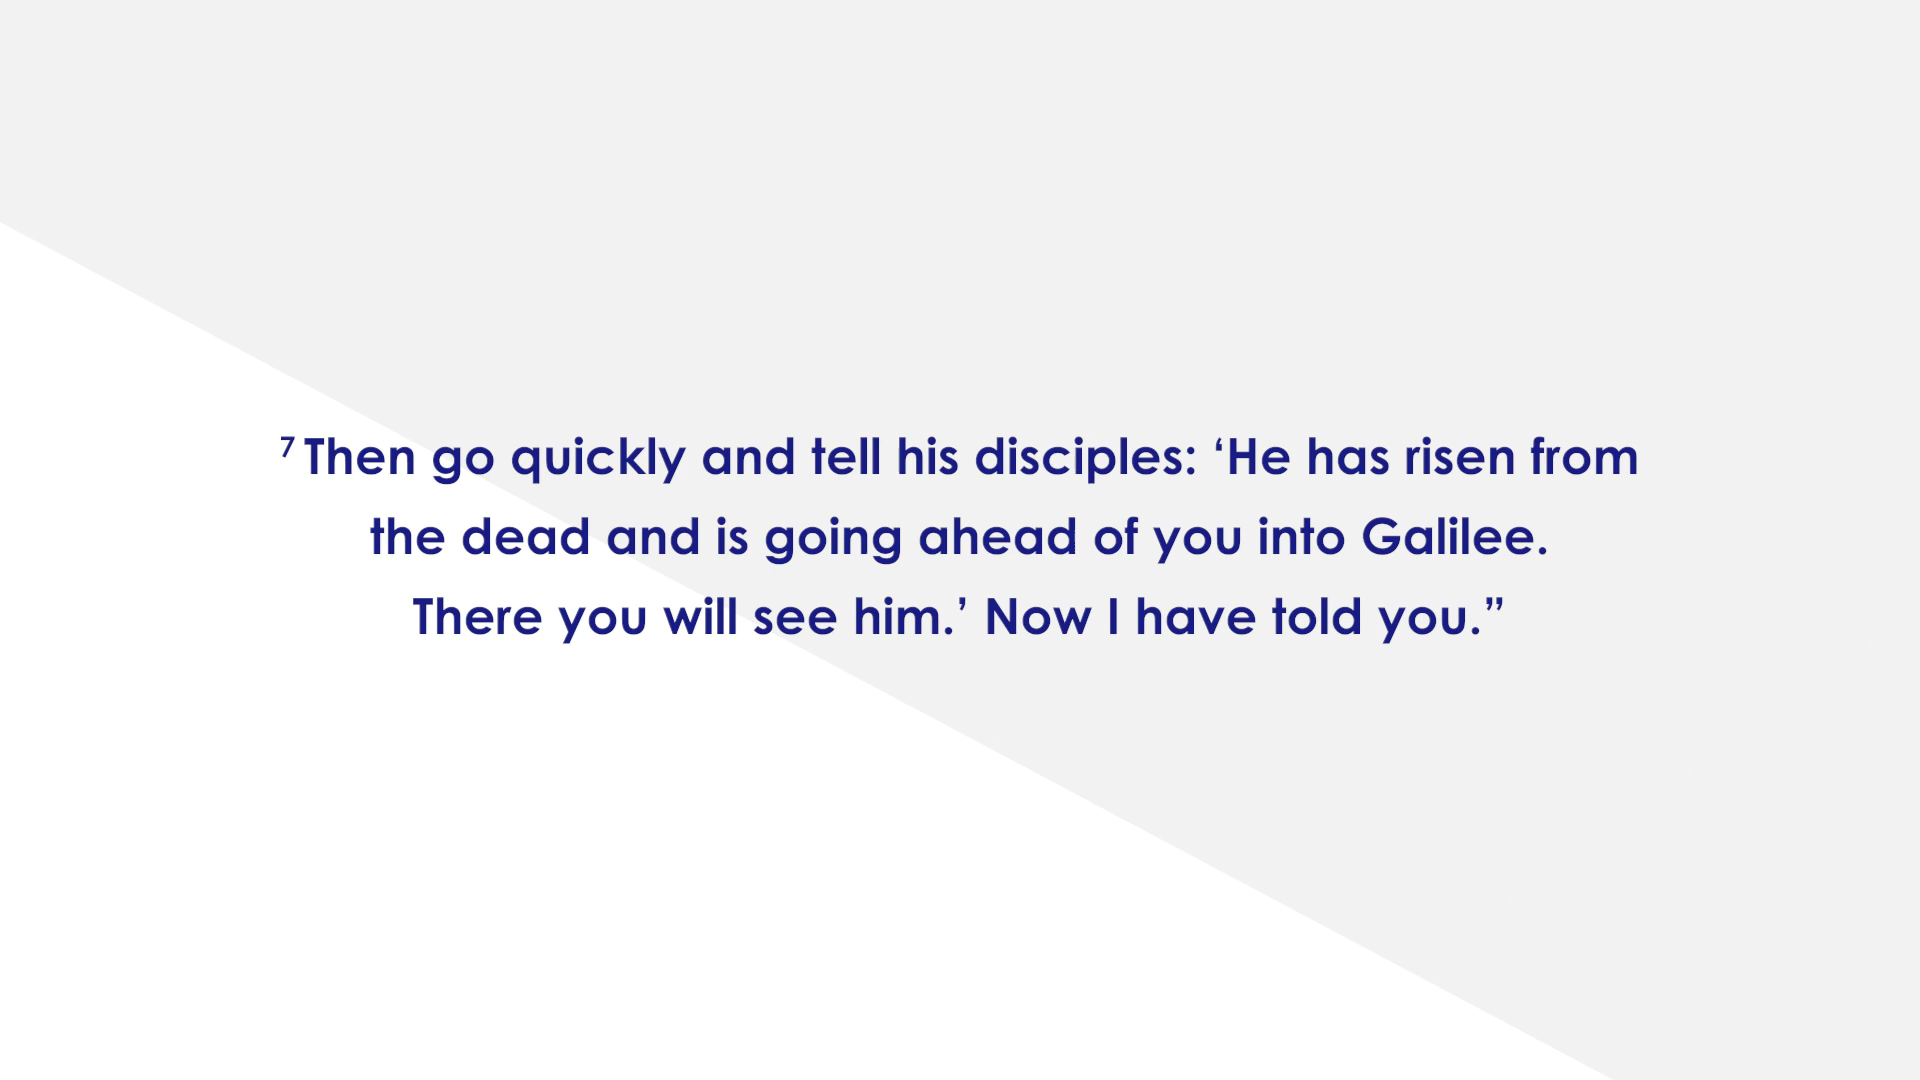 ⁷ Then go quickly and tell his disciples: ‘He has risen from
the dead and is going ahead of you into Galilee.
There you will see him.’ Now I have told you.”